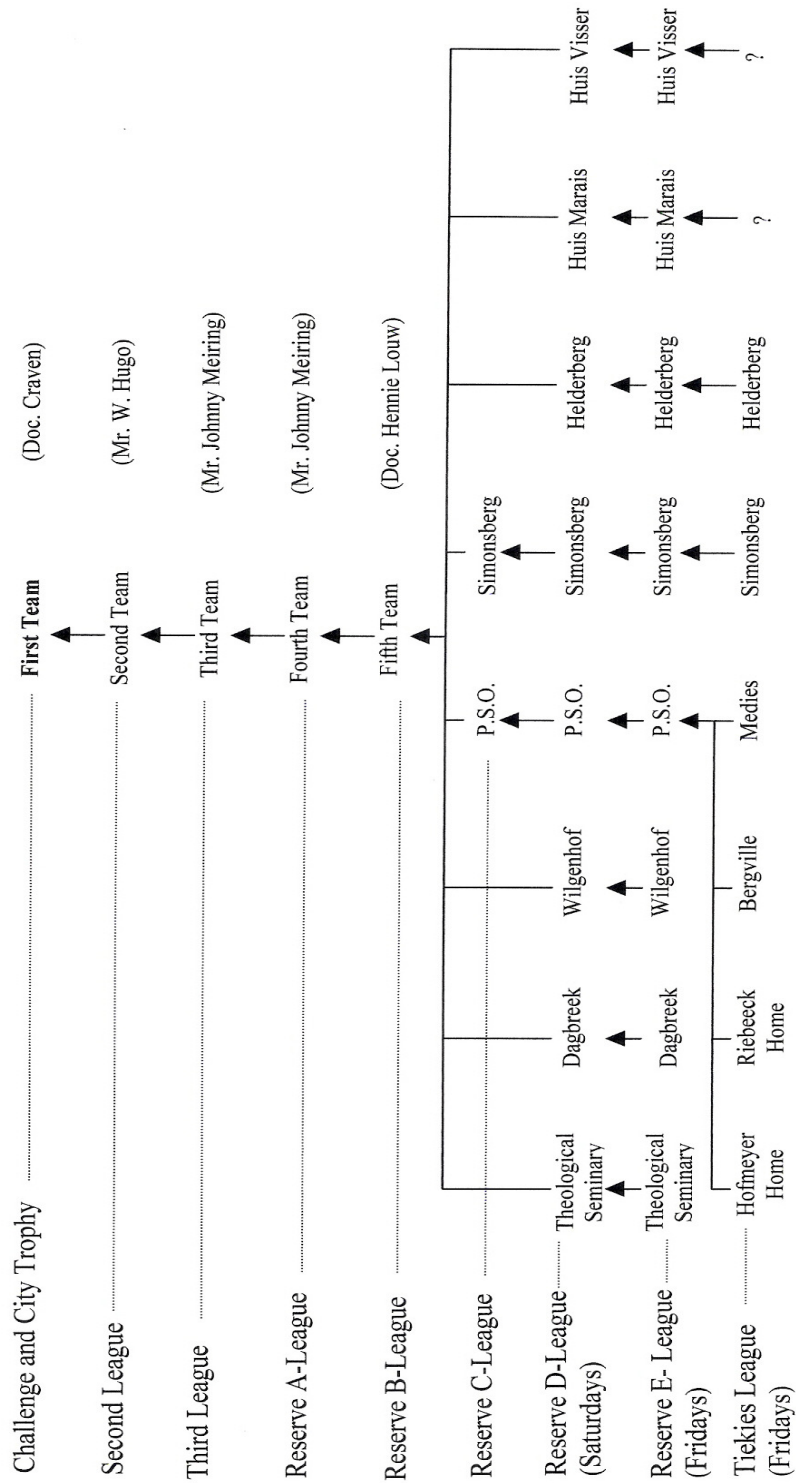 Challenge and City Trophy First Team (Doc. Craven)
Second League Second Team (Mr. W. Hugo)
Third League Third Team (Mr. Johnny Meiring)
Reserve A-League Fourth Team (Mr. Johnny Meiring)
Reserve B-League Fifth Team (Doc. Hennie Louw)
Reserve C-League P.S.O. Simonsberg
Reserve D-League Theological Dagbreek Wilgenhof P.S.O. Simonsberg Helderberg Huis Marais Huis Visser
(Saturdays) Seminary
Reserve E- League Theological Dagbreek Wilgenhof P.S.O. Simonsberg Helderberg Huis Marais Huis Visser
(Fridays) Seminary
Tiekies League Hofmeyer Riebeeck Bergville Medies Simonsberg Helderberg ? ?
(Fridays) Home Home